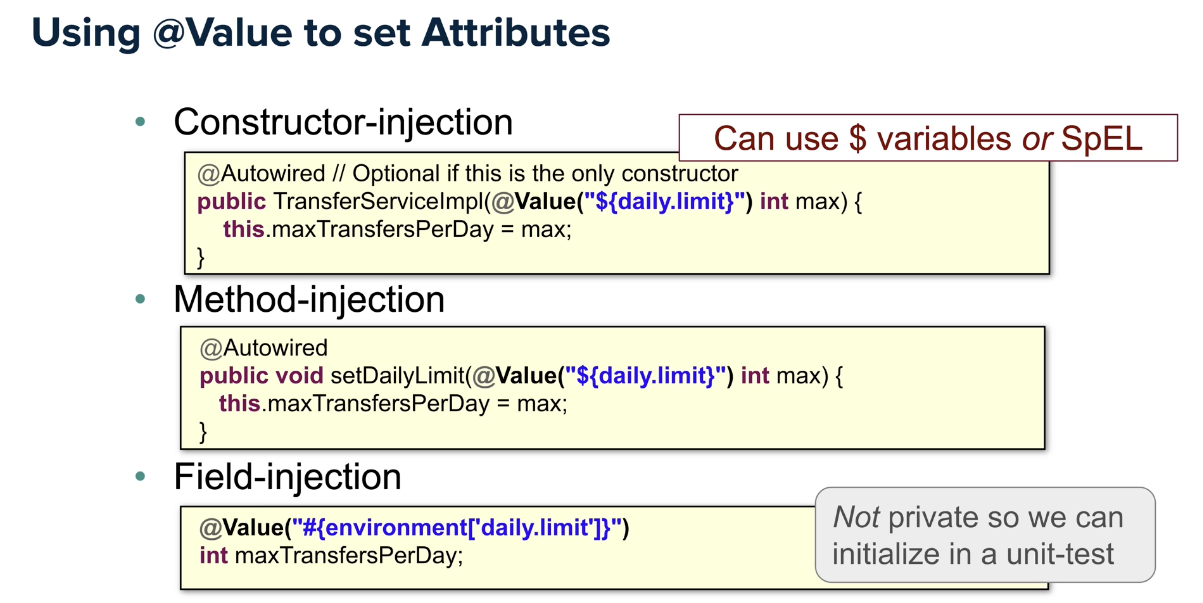 Using @Value to set Attributes
• Constructor-injection
Can use $ variables or SpEL
@Autowired // Optional if this is the only constructor
public TransferServiceImpl(@Value("${daily.limit}") int max) {
this.maxTransfersPerDay = max;
}
• Method-injection
@Autowired
public void setDailyLimit(@Value("${daily.limit}") int max) {
this.maxTransfersPerDay = max;
}
• Field-injection
@Value("#{environment['daily.limit']}")
int maxTransfersPerDay;
Not private so we can
initialize in a unit-test